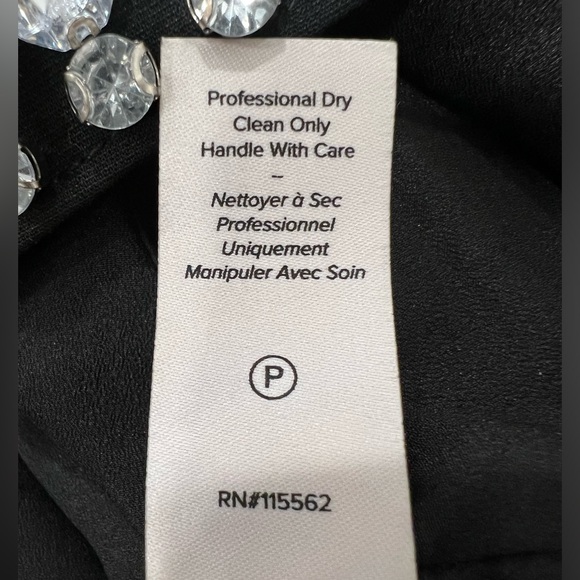 Professional Dry
Clean Only
Handle With Care
–
Nettoyer à Sec
Professionnel
Uniquement
Manipuler Avec Soin
P
RN#115562